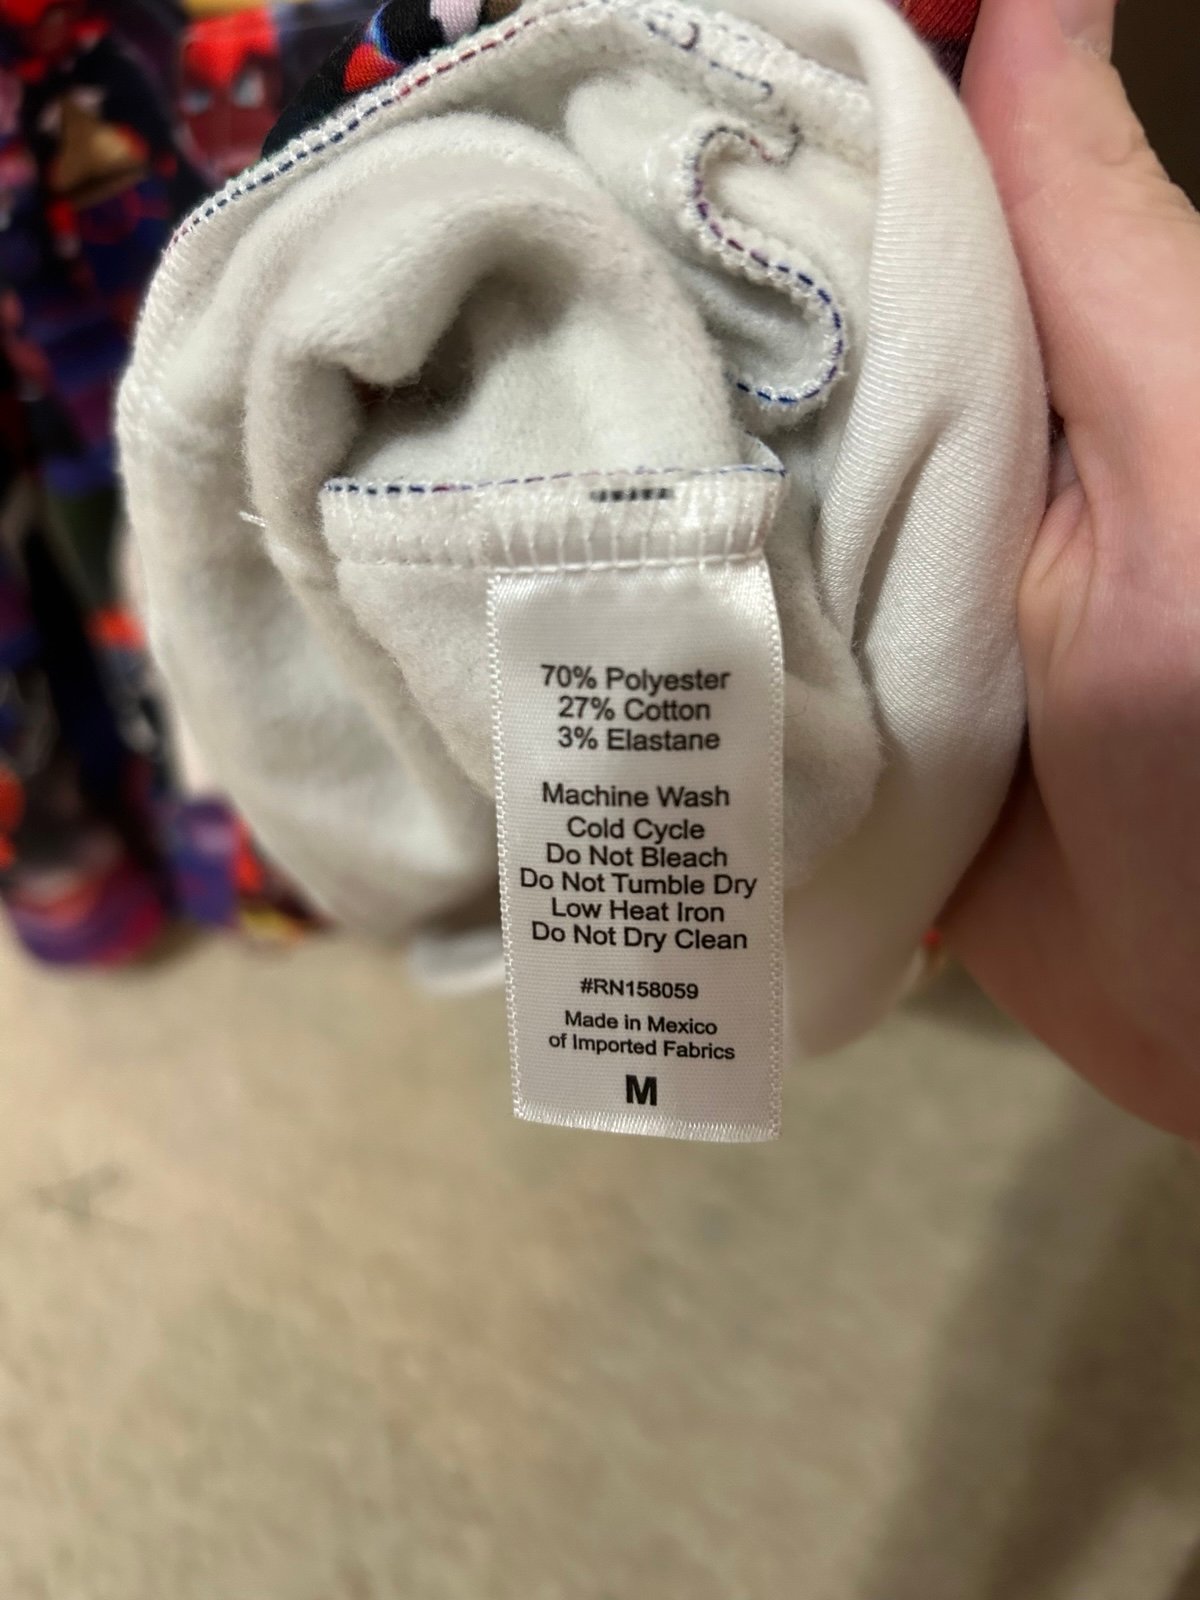 70% Polyester
27% Cotton
3% Elastane
Machine Wash
Cold Cycle
Do Not Bleach
Do Not Tumble Dry
Low Heat Iron
Do Not Dry Clean
#RN158059
Made in Mexico
of Imported Fabrics
M